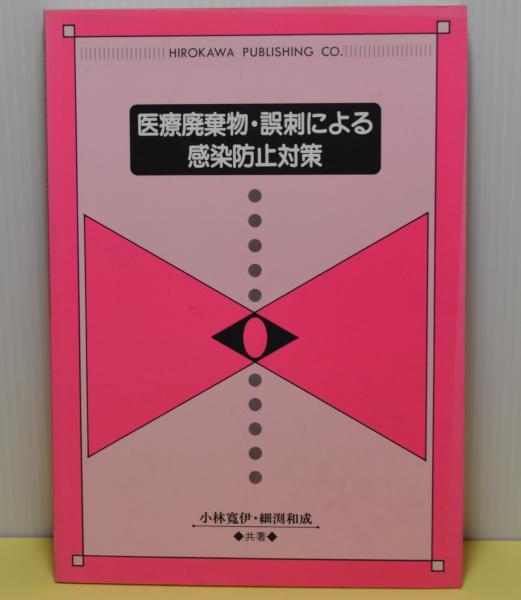 HIROKAWA PUBLISHING CO.
医療廃棄物・誤刺による
感染防止対策
小林寬伊・細渕和成
◆共著◆